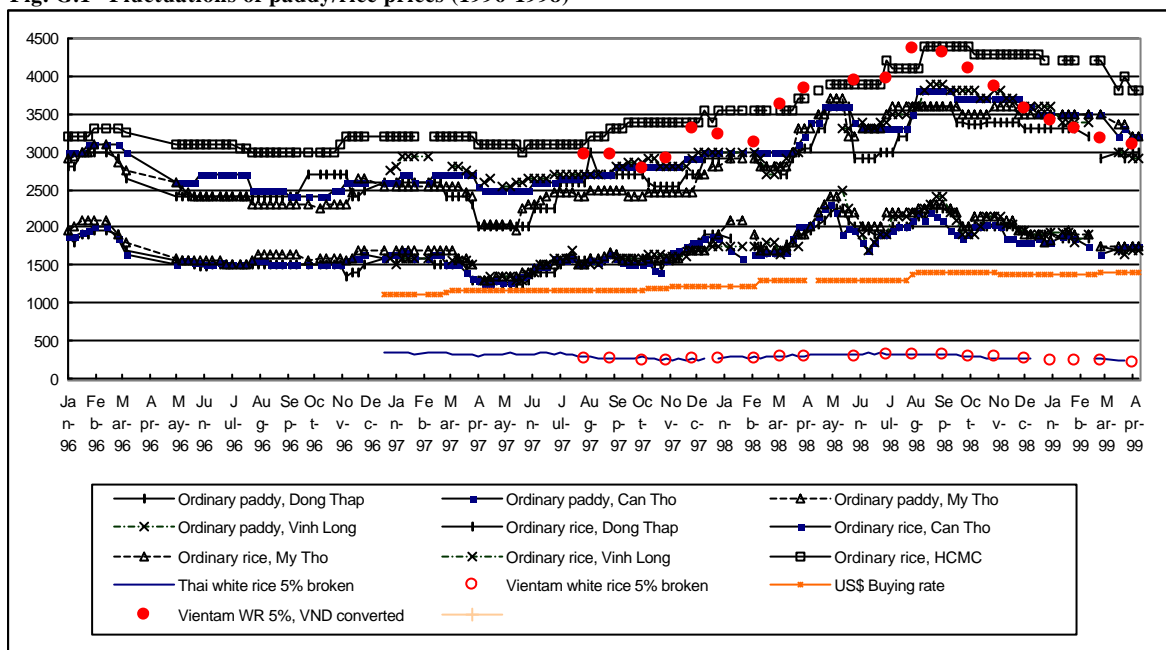 Fig. G.1 Fluctuations of paddy/rice prices (1996-1998)
4500
4000
3500
3000
2500
2000
1500
1000
500
0
Ja Fe M A M Ju J Au Se Oc No De Ja Fe M A M Ju J Au Se Oc No De Ja Fe M A M Ju J Au Se Oc No De Ja Fe M A
n- b- ar- pr- ay- n- ul- g- p- t- v- c- n- b- ar- pr- ay- n- ul- g- p- t- v- c- n- b- ar- pr- ay- n- ul- g- p- t- v- c- n- b- ar- pr-
96 96 96 96 96 96 96 96 96 96 96 96 97 97 97 97 97 97 97 97 97 97 97 97 98 98 98 98 98 98 98 98 98 98 98 98 99 99 99 99
Ordinary paddy, Dong Thap Ordinary paddy, Can Tho Ordinary paddy, My Tho
Ordinary paddy, Vinh Long Ordinary rice, Dong Thap Ordinary rice, Can Tho
Ordinary rice, My Tho Ordinary rice, Vinh Long Ordinary rice, HCMC
Thai white rice 5% broken Vientam white rice 5% broken US$ Buying rate
Vientam WR 5%, VND converted